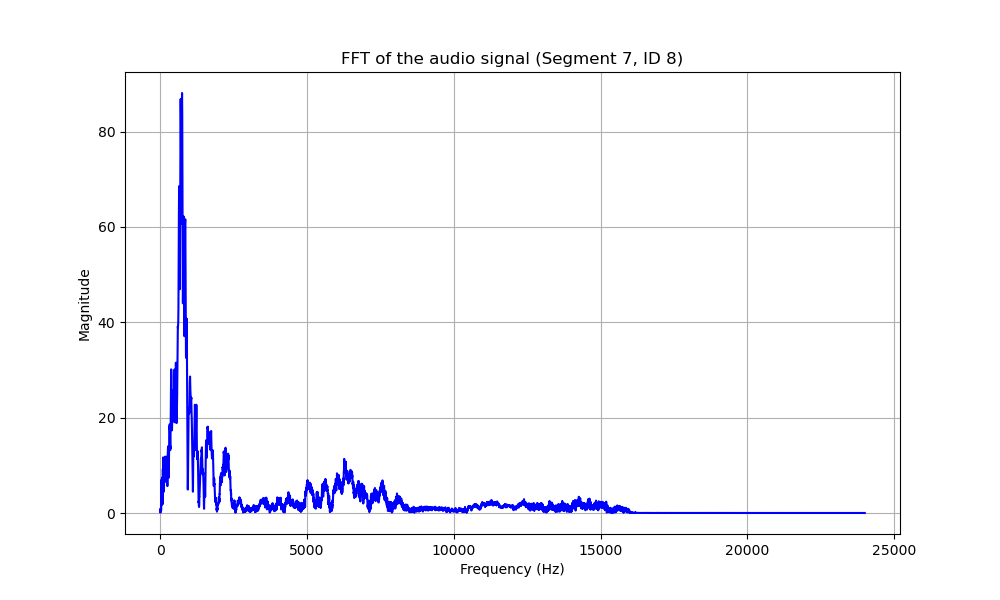 FFT of the audio signal (Segment 7, ID 8)
Magnitude
80
60
40
20
0
0 5000 10000 15000 20000 25000
Frequency (Hz)